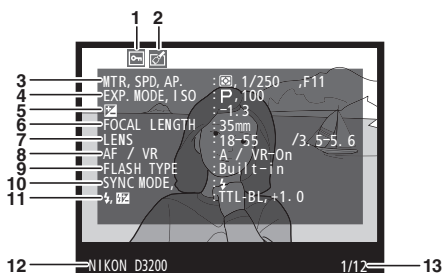 1 2
3 MTR, SPD, AP. : , 1/250 ,F11
4 EXP. MODE, ISO : P, 100
5 : –1.3
6 FOCAL LENGTH : 35mm
7 LENS : 18–55 /3.5–5.6
8 AF / VR : A / VR–On
9 FLASH TYPE : Built–in
10 SYNC MODE, :
11 , : TTL–BL, +1.0
12 NIKON D3200 1/12 13